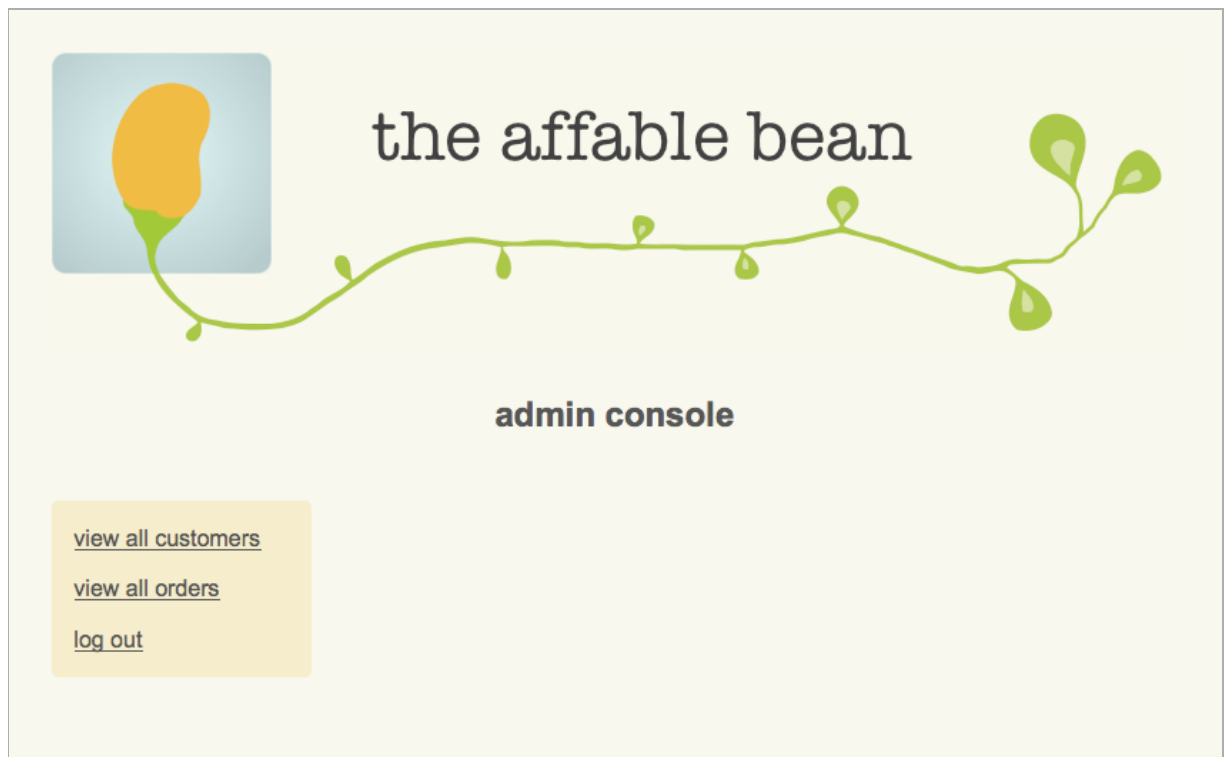 the affable bean
admin console
view all customers
view all orders
log out